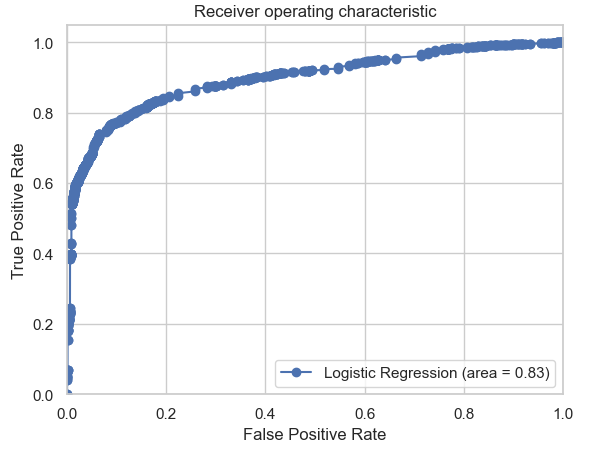 Receiver operating characteristic
1.0
0.8
0.6
0.4
0.2
0.0
True Positive Rate
Logistic Regression (area = 0.83)
0.0 0.2 0.4 0.6 0.8 1.0
False Positive Rate